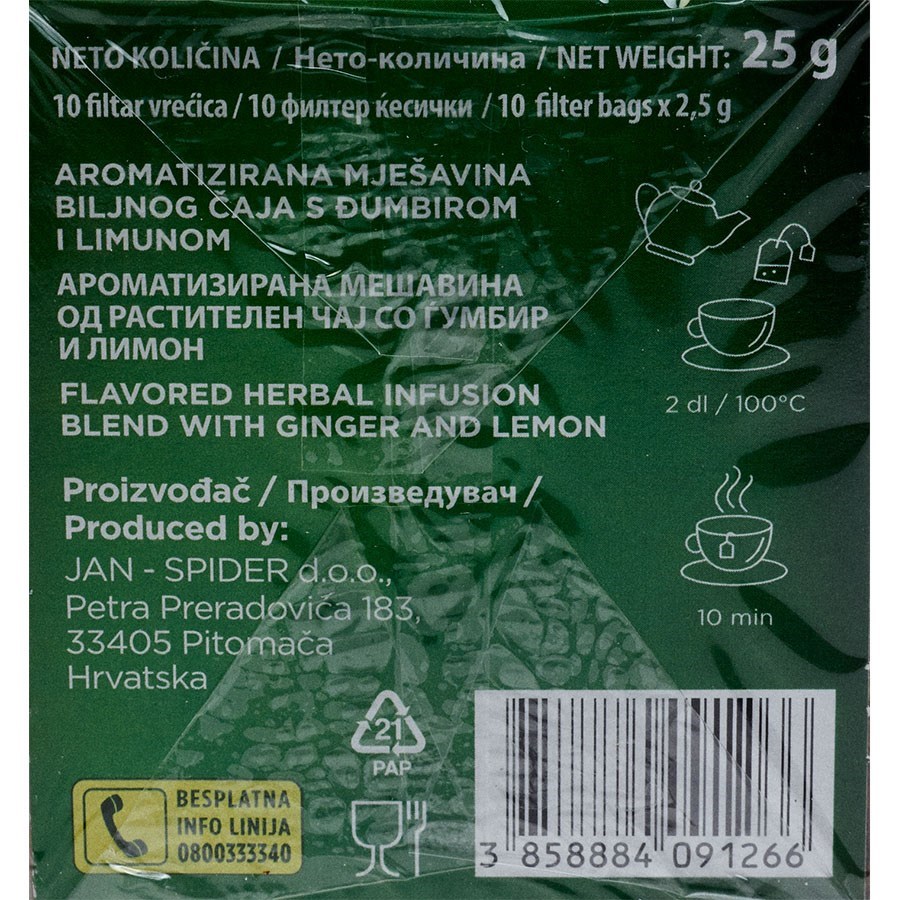 NETO KOLIČINA / Нето-количина / NET WEIGHT: 25 g
10 filtar vrećica / 10 филтер ќесички / 10 filter bags x 2,5 g
AROMATIZIRANA MJEŠAVINA
BILJNOG ČAJA S ĐUMBIROM
I LIMUNOM
АРОМАТИЗИРАНА МЕШАВИНА
ОД РАСТИТЕЛЕН ЧАЈ СО ЃУМБИР
И ЛИМОН
FLAVORED HERBAL INFUSION
BLEND WITH GINGER AND LEMON
2 dl / 100°C
Proizvođač / Произведувач /
Produced by:
JAN - SPIDER d.o.o.,
Petra Preradovića 183,
33405 Pitomača
Hrvatska
10 min
21
PAP
BESPLATNA
INFO LINIJA
0800333340
3 858884 091266